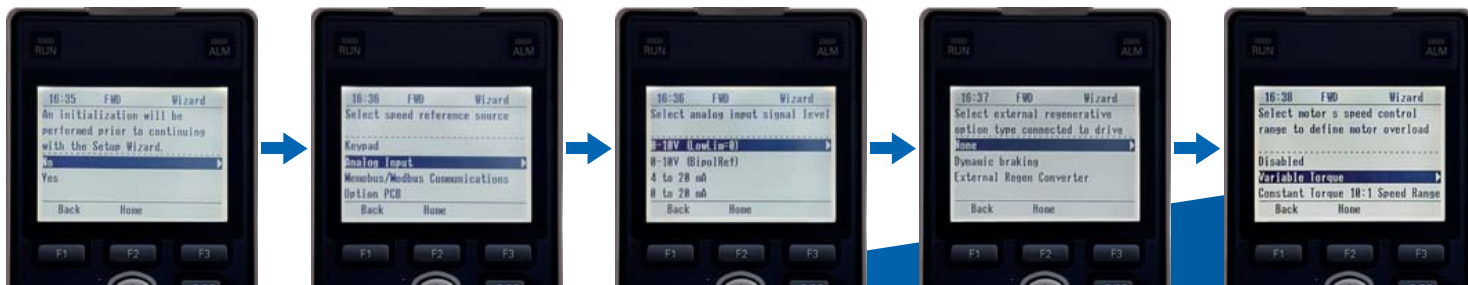 RUN ALM
16:35 FWD Wizard
An initialization will be
performed prior to continuing
with the Setup Wizard.
No
Yes
Back Home
F1 F2 F3
RUN ALM
16:36 FWD Wizard
Select speed reference source
Keypad
Analog Input
Memobus/Modbus Communications
Option PCB
Back Home
F1 F2 F3
RUN ALM
16:36 FWD Wizard
Select analog input signal level
0-10V (LowLim=0)
0-10V (BipolRef)
4 to 20 mA
0 to 20 mA
Back Home
F1 F2 F3
RUN ALM
16:37 FWD Wizard
Select external regenerative
option type connected to drive
None
Dynamic braking
External Regen Converter
Back Home
F1 F2 F3
RUN ALM
16:38 FWD Wizard
Select motor s speed control
range to define motor overload
Disabled
Variable Torque
Constant Torque 10:1 Speed Range
Back Home
F1 F2 F3